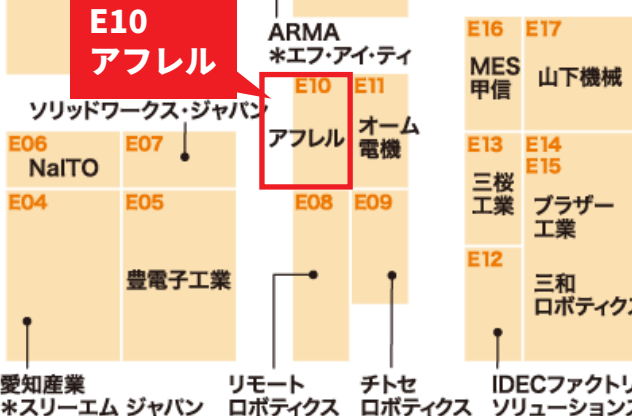 E10
アフレル
ARMA
＊エフ・アイ・ティ
E16
E17
MES
甲信
山下機械
E10
E11
アフレル
オーム
電機
ソリッドワークス・ジャパン
E06
NaITO
E07
E13
三桜
工業
E14
E15
ブラザー
工業
E04
E05
豊電子工業
E08
E09
E12
三和
ロボティクス
愛知産業
＊スリーエム ジャパン
リモート
ロボティクス
チトセ
ロボティクス
IDECファクトリ
ソリューションズ